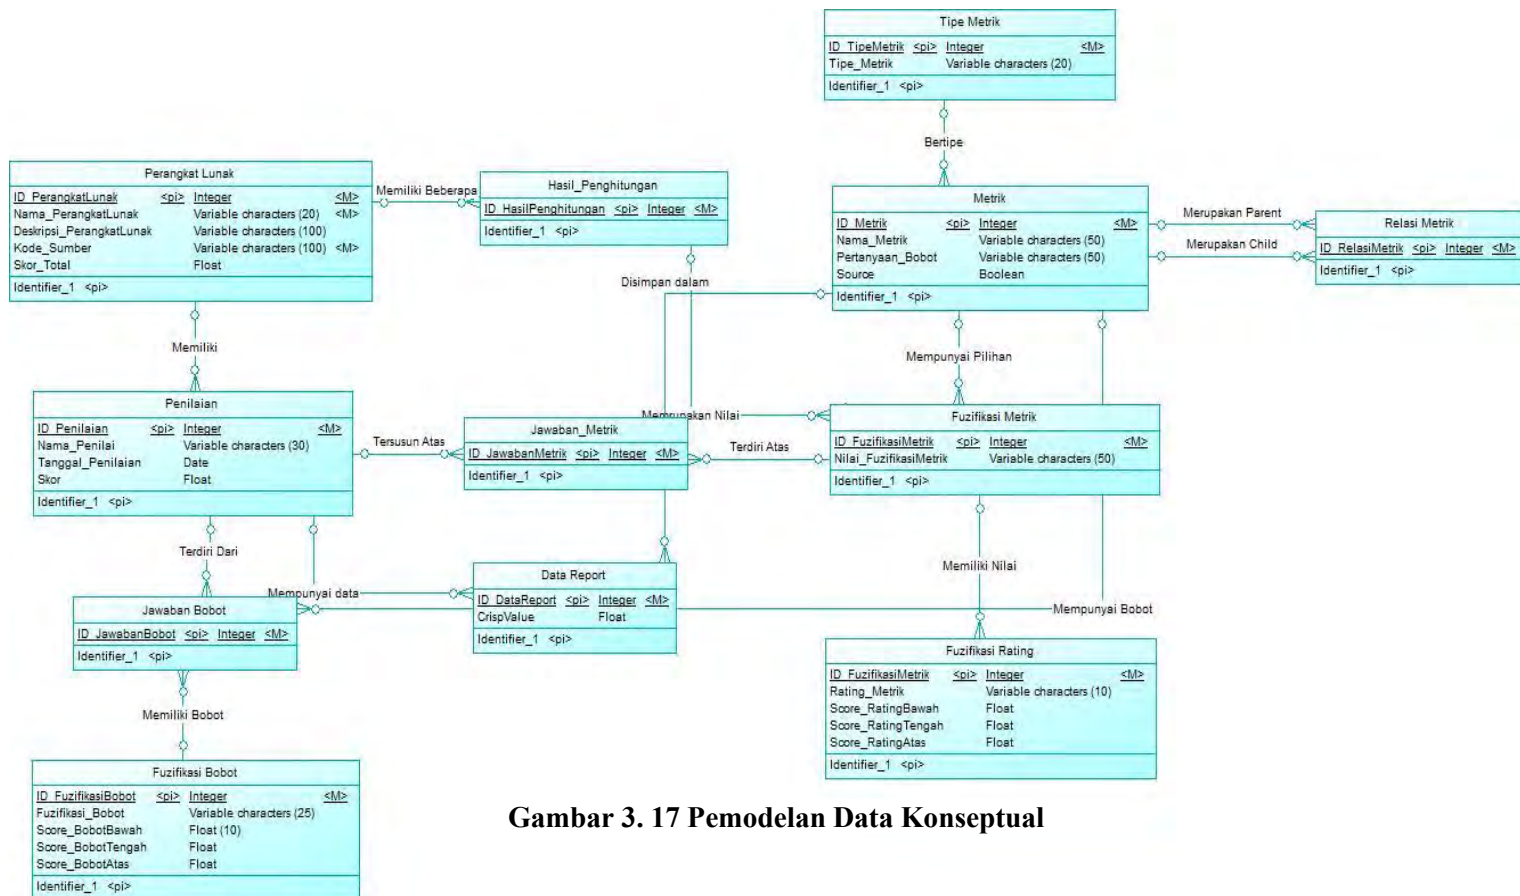 Tipe Metrik
ID_TipeMetrik <pi> Integer <M>
Tipe_Metrik Variable characters (20)
Identifier_1 <pi>
Bertipe
Perangkat Lunak
ID_PerangkatLunak <pi> Integer <M>
Nama_PerangkatLunak Variable characters (20) <M>
Deskripsi_PerangkatLunak Variable characters (100)
Kode_Sumber Variable characters (100) <M>
Skor_Total Float
Identifier_1 <pi>
Memiliki Beberapa
Hasil_Penghitungan
ID_HasilPenghitungan <pi> Integer <M>
Identifier_1 <pi>
Metrik
ID_Metrik <pi> Integer
Nama_Metrik Variable characters (50)
Pertanyaan_Bobot Variable characters (50)
Source Boolean
Identifier_1 <pi>
Merupakan Parent
Merupakan Child
Relasi Metrik
ID_RelasiMetrik <pi> Integer <M>
Identifier_1 <pi>
Disimpan dalam
Memiliki
Mempunyai Pilihan
Penilaian
ID_Penilaian <pi> Integer <M>
Nama_Penilai Variable characters (30)
Tanggal_Penilaian Date
Skor Float
Identifier_1 <pi>
Tersusun Atas
Jawaban_Metrik
ID_JawabanMetrik <pi> Integer <M>
Identifier_1 <pi>
Memrupakan Nilai
Terdiri Atas
Fuzifikasi Metrik
ID_FuzifikasiMetrik <pi> Integer <M>
Nilai_FuzifikasiMetrik Variable characters (50)
Identifier_1 <pi>
Terdiri Dari
Mempunyai data
Data Report
ID_DataReport <pi> Integer <M>
CrispValue Float
Identifier_1 <pi>
Memiliki Nilai
Mempunyai Bobot
Jawaban Bobot
ID_JawabanBobot <pi> Integer <M>
Identifier_1 <pi>
Fuzifikasi Rating
ID_FuzifikasiMetrik <pi> Integer <M>
Rating_Metrik Variable characters (10)
Score_RatingBawah Float
Score_RatingTengah Float
Score_RatingAtas Float
Identifier_1 <pi>
Memiliki Bobot
Fuzifikasi Bobot
ID_FuzifikasiBobot <pi> Integer <M>
Fuzifikasi_Bobot Variable characters (25)
Score_BobotBawah Float (10)
Score_BobotTengah Float
Score_BobotAtas Float
Identifier_1 <pi>
Gambar 3. 17 Pemodelan Data Konseptual